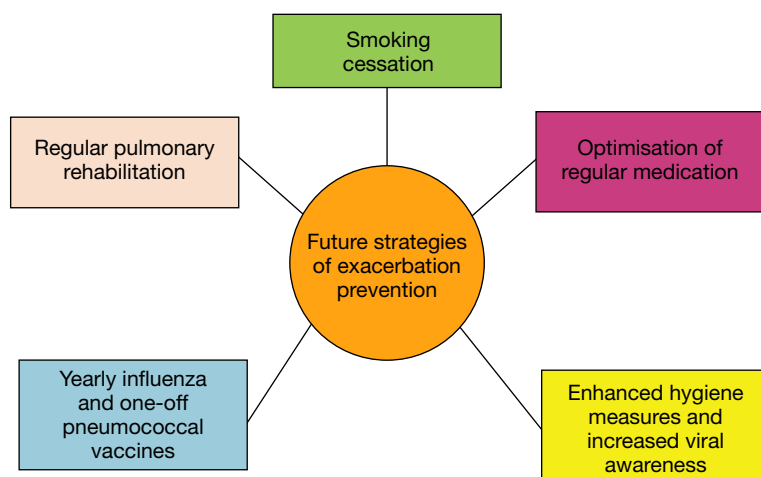 Smoking
cessation
Regular pulmonary
rehabilitation
Optimisation of
regular medication
Future strategies
of exacerbation
prevention
Yearly influenza
and one-off
pneumococcal
vaccines
Enhanced hygiene
measures and
increased viral
awareness